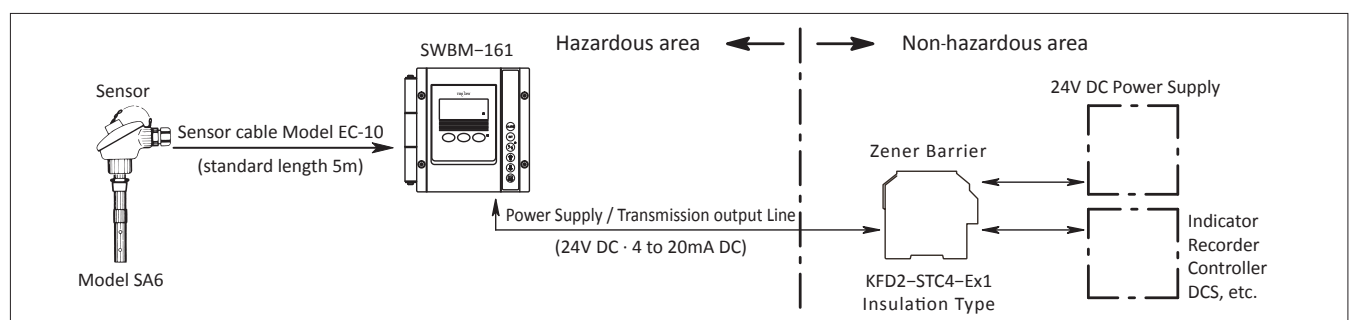 Hazardous area
Non-hazardous area
SWBM−161
24V DC Power Supply
Sensor
Sensor cable Model EC-10
(standard length 5m)
Zener Barrier
Power Supply / Transmission output Line
(24V DC · 4 to 20mA DC)
Indicator
Recorder
Controller
DCS, etc.
Model SA6
KFD2−STC4−Ex1
Insulation Type